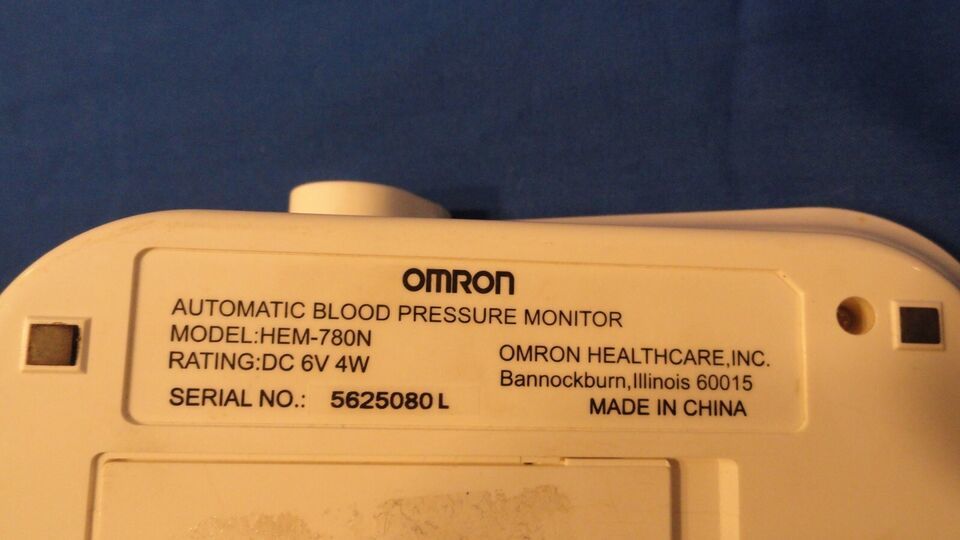 OMRON
AUTOMATIC BLOOD PRESSURE MONITOR
MODEL:HEM-780N
RATING:DC 6V 4W
SERIAL NO.: 5625080 L
OMRON HEALTHCARE,INC.
Bannockburn,Illinois 60015
MADE IN CHINA